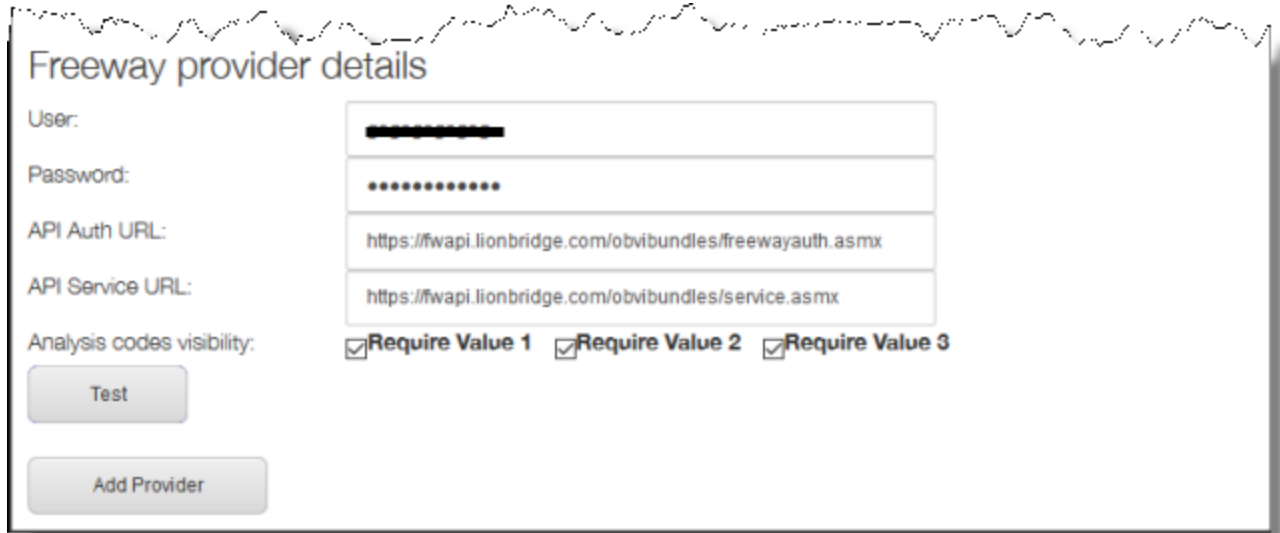 Freeway provider details
User:
Password: •••••••••••••
API Auth URL: https://fwapi.lionbridge.com/obvibundles/freewayauth.asmx
API Service URL: https://fwapi.lionbridge.com/obvibundles/service.asmx
Analysis codes visibility: Require Value 1 Require Value 2 Require Value 3
Test
Add Provider